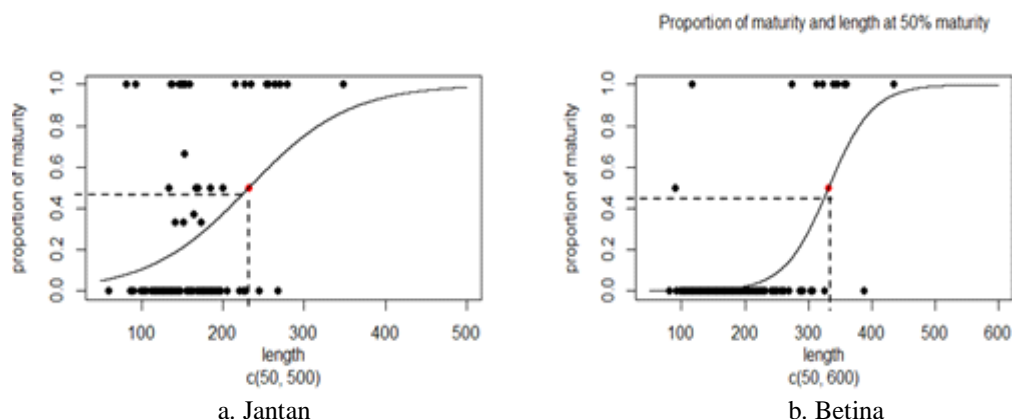 Proportion of maturity and length at 50% maturity
proportion of maturity
0.0 0.2 0.4 0.6 0.8 1.0
100 200 300 400 500
length
c(50, 500)
a. Jantan
proportion of maturity
0.0 0.2 0.4 0.6 0.8 1.0
100 200 300 400 500 600
length
c(50, 600)
b. Betina